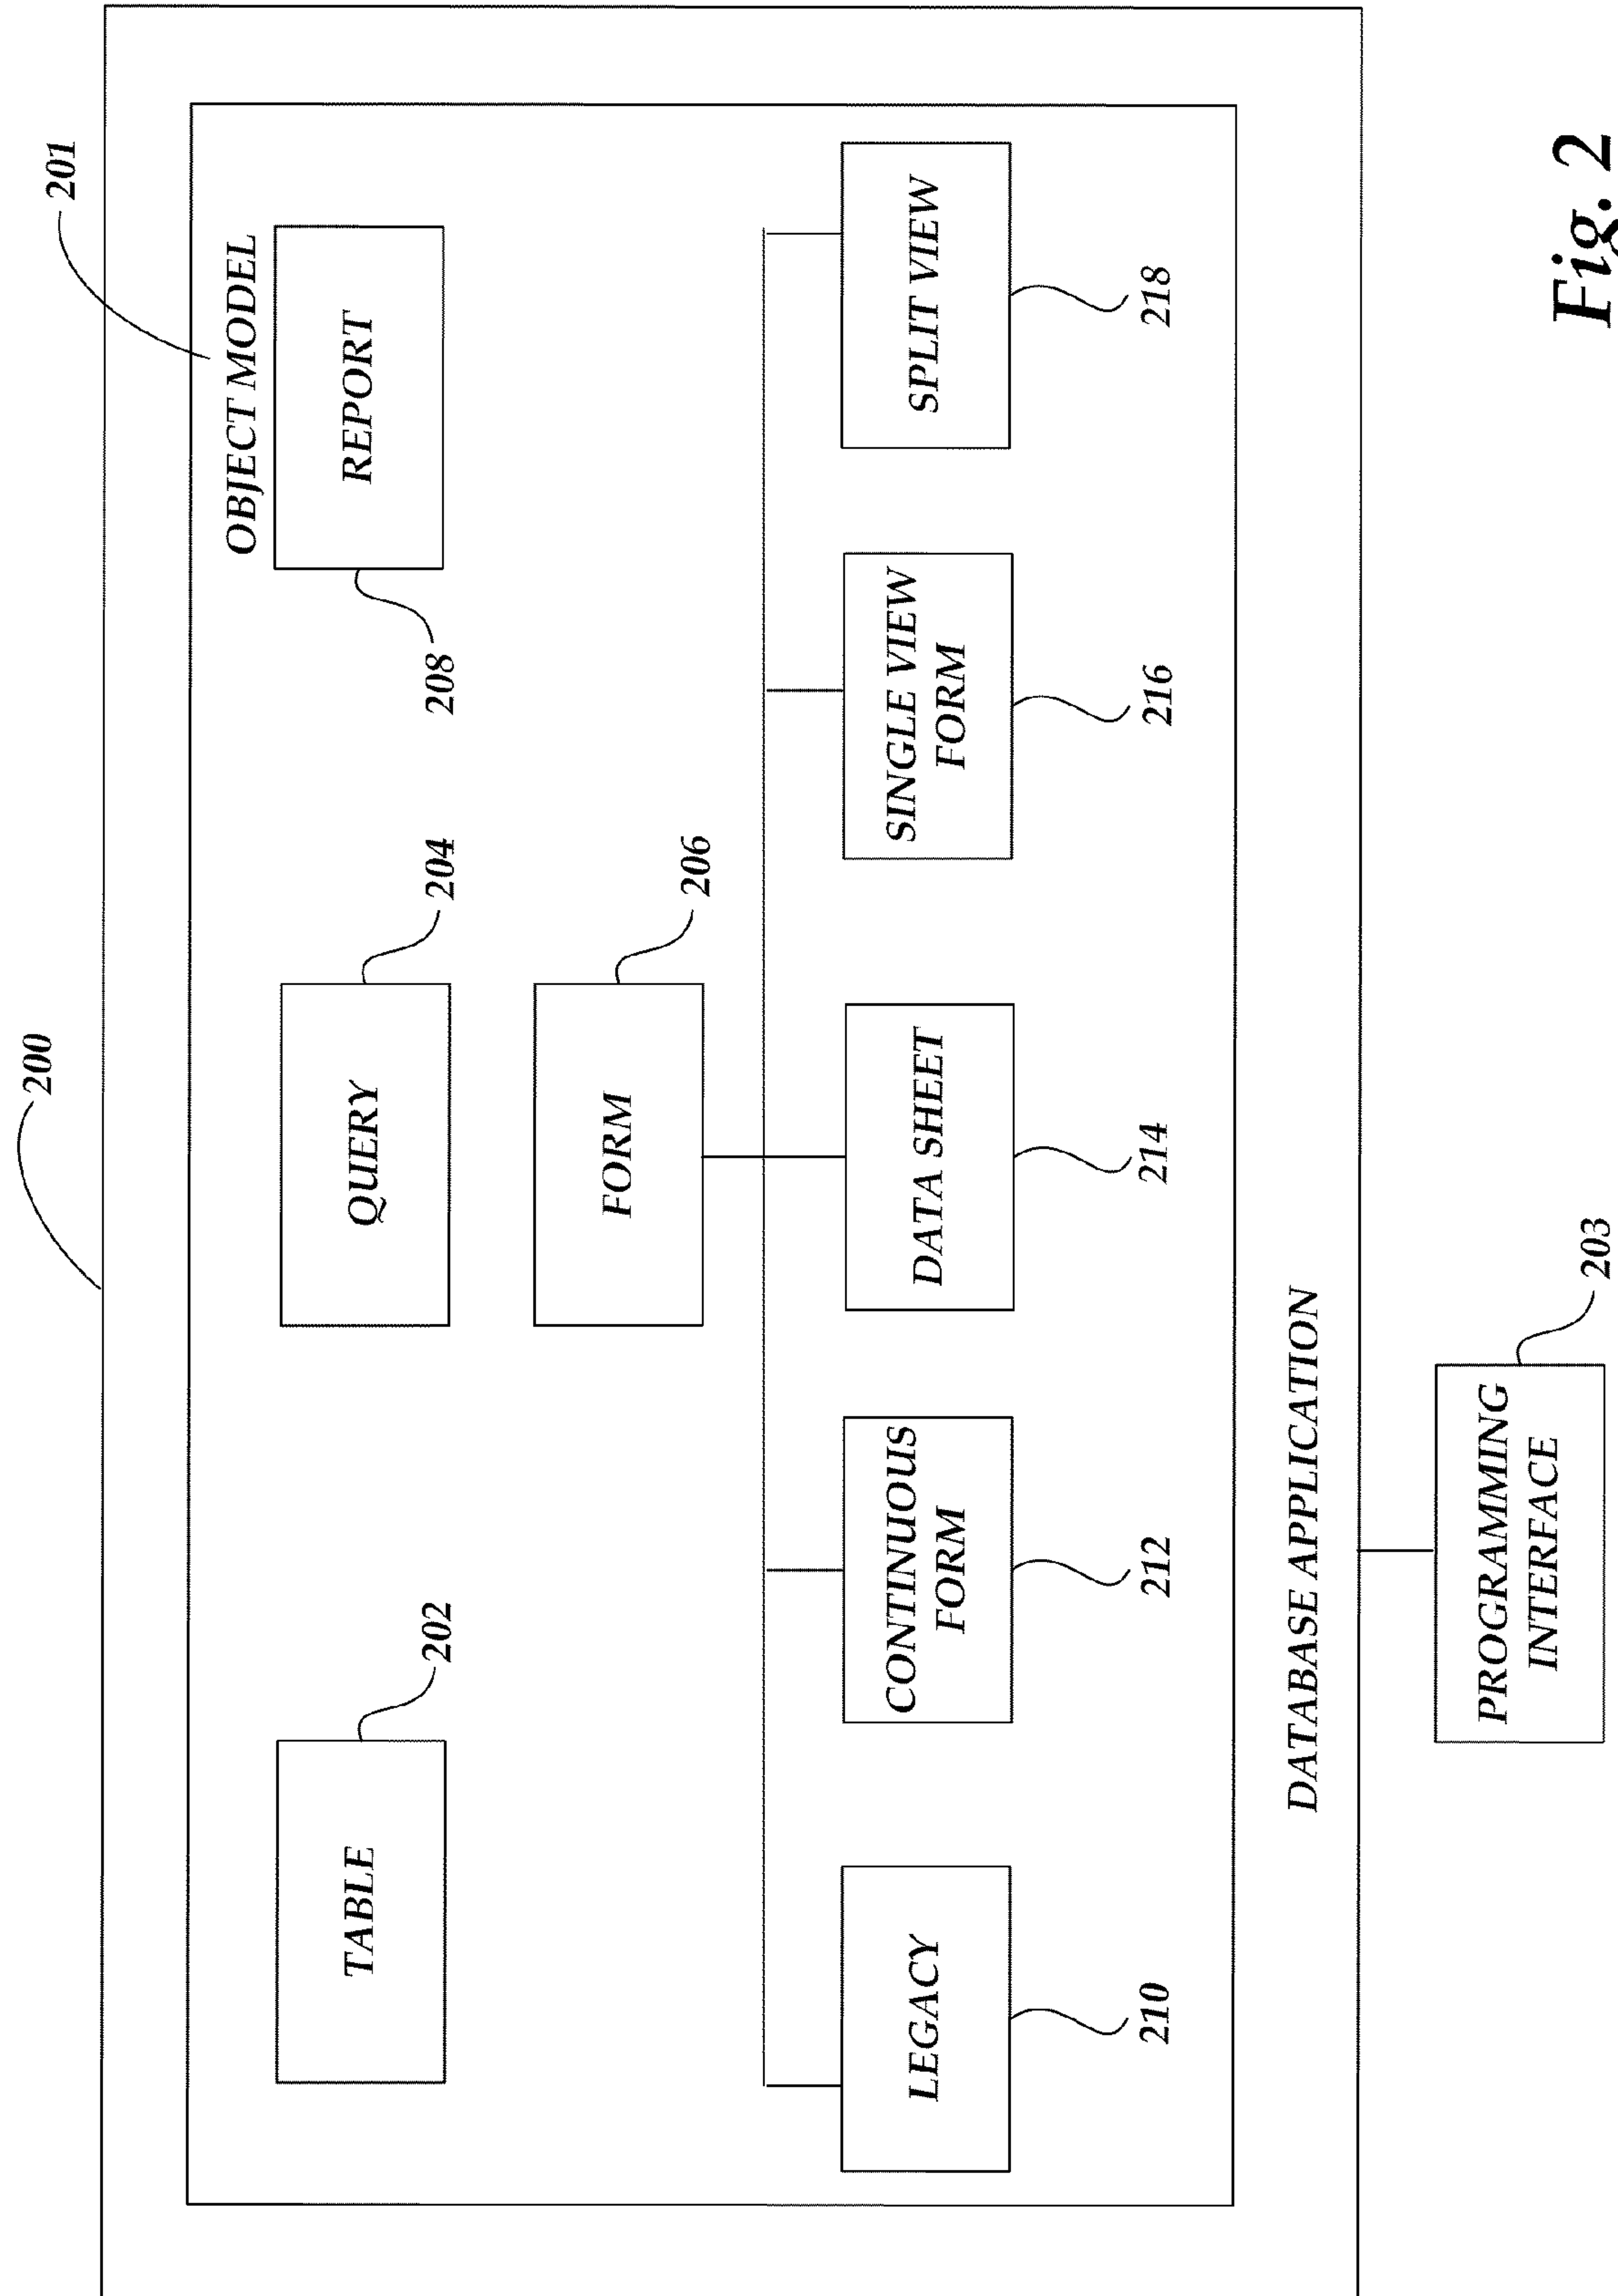 200
201
OBJECT MODEL
TABLE
202
QUERY
204
REPORT
208
FORM
206
LEGACY
210
CONTINUOUS
FORM
212
DATA SHEET
214
SINGLE VIEW
FORM
216
SPLIT VIEW
218
DATABASE APPLICATION
PROGRAMMING
INTERFACE
203
Fig. 2